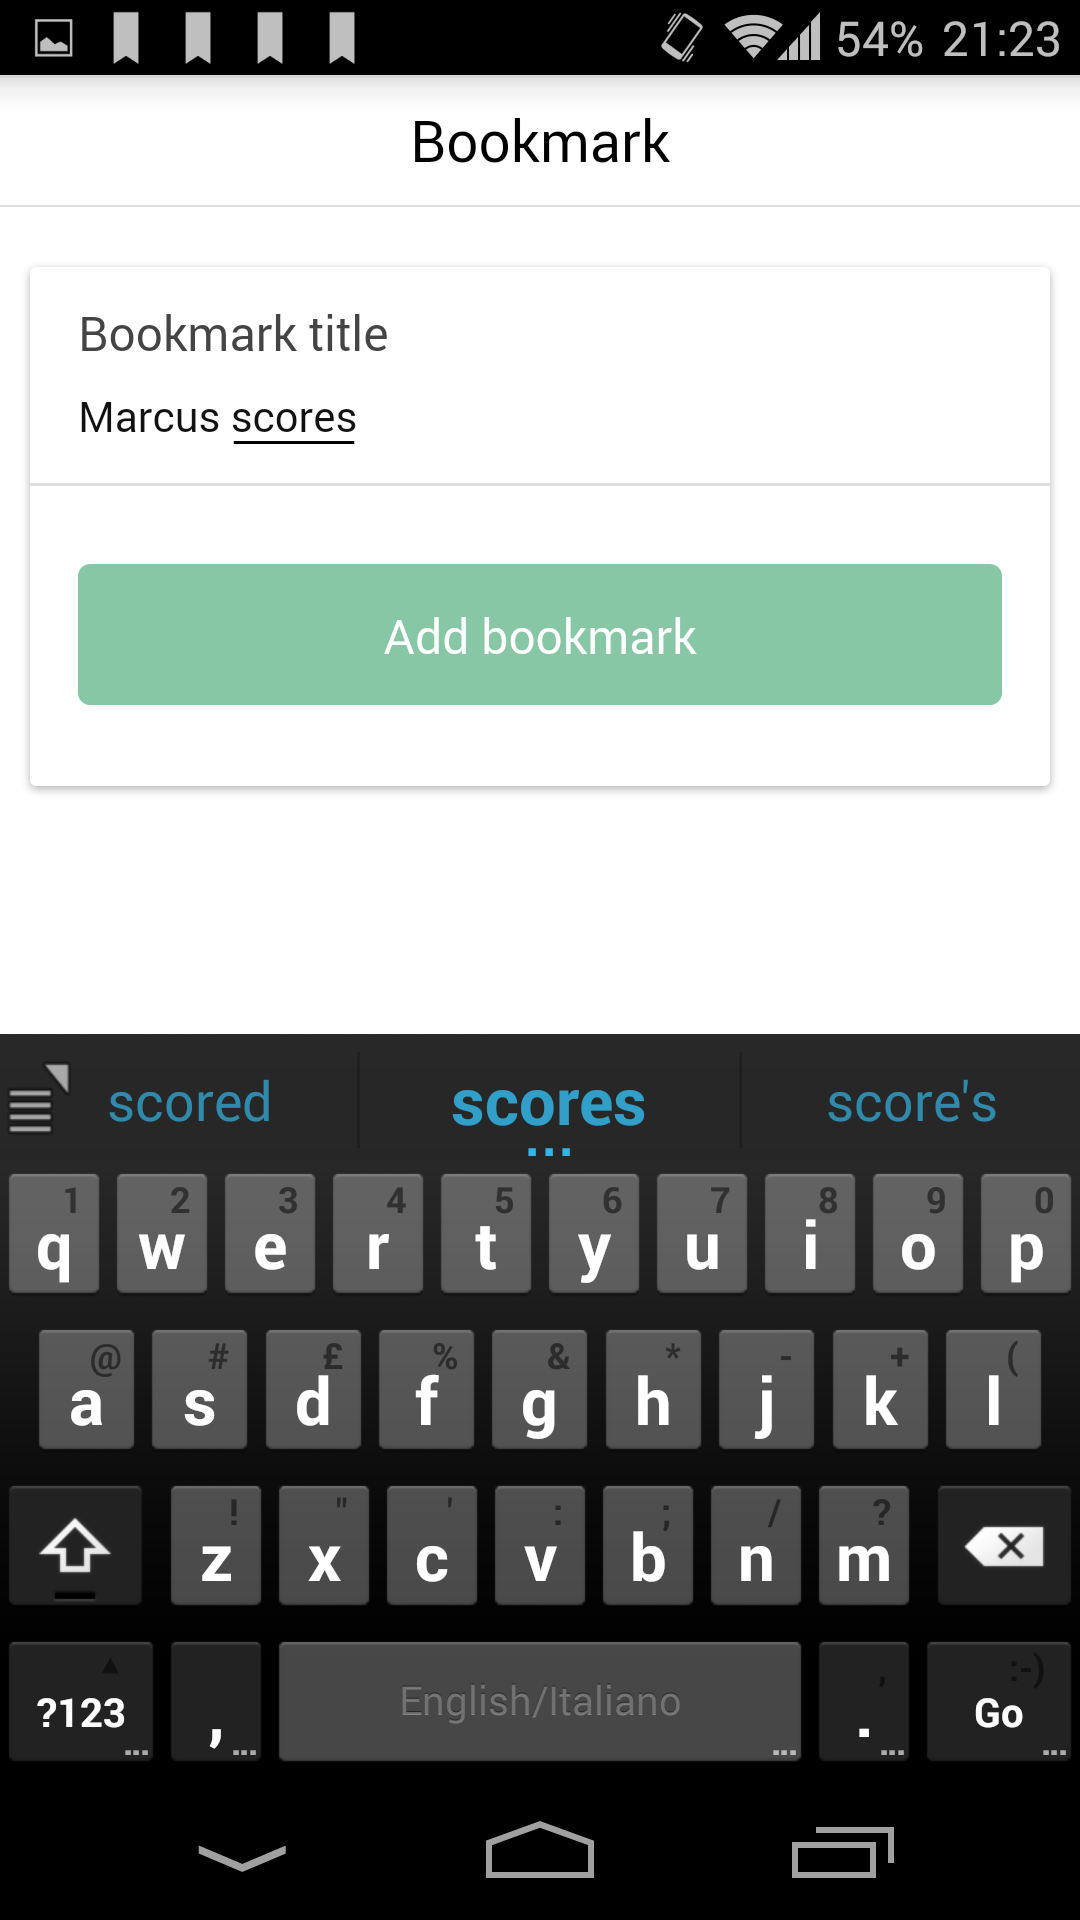 54% 21:23
Bookmark
Bookmark title
Marcus scores
Add bookmark
scored scores score's
1 2 3 4 5 6 7 8 9 0
q w e r t y u i o p
@ # £ % & * - + (
a s d f g h j k l
! " ' : ; / ?
z x c v b n m
, :-)
?123 , English/Italiano . Go